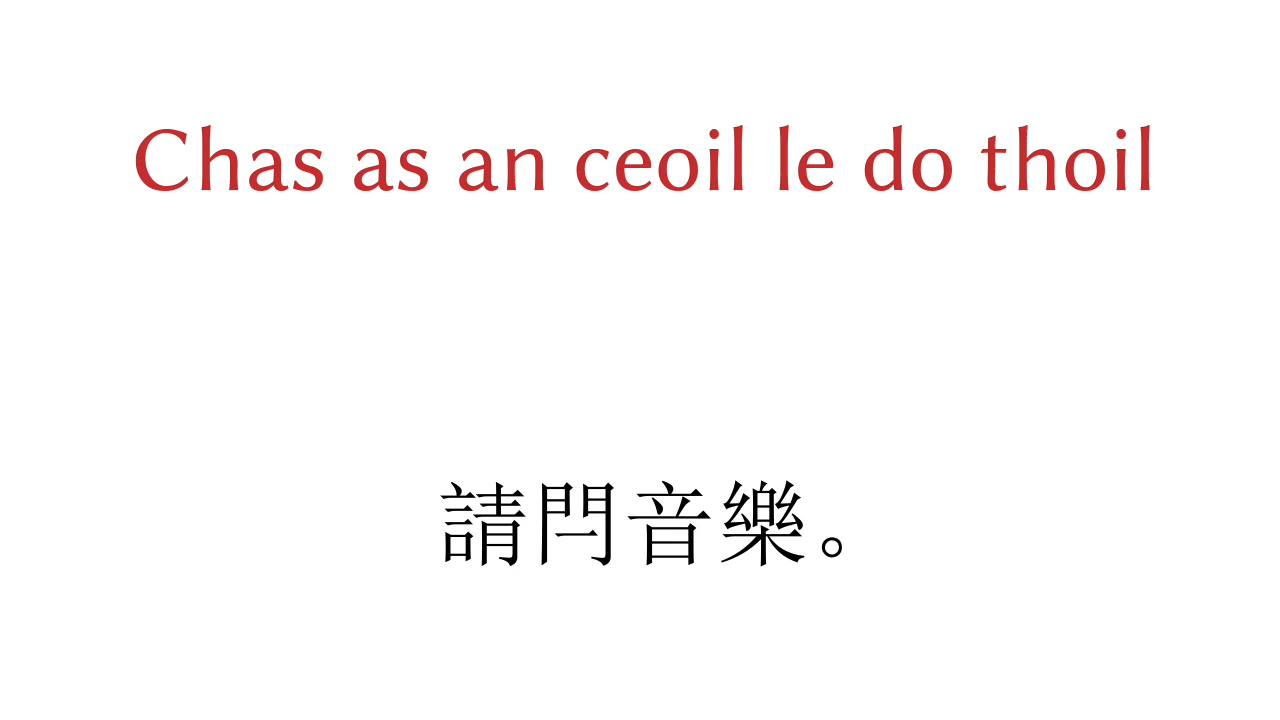 Chas as an ceoil le do thoil
請閂音樂。